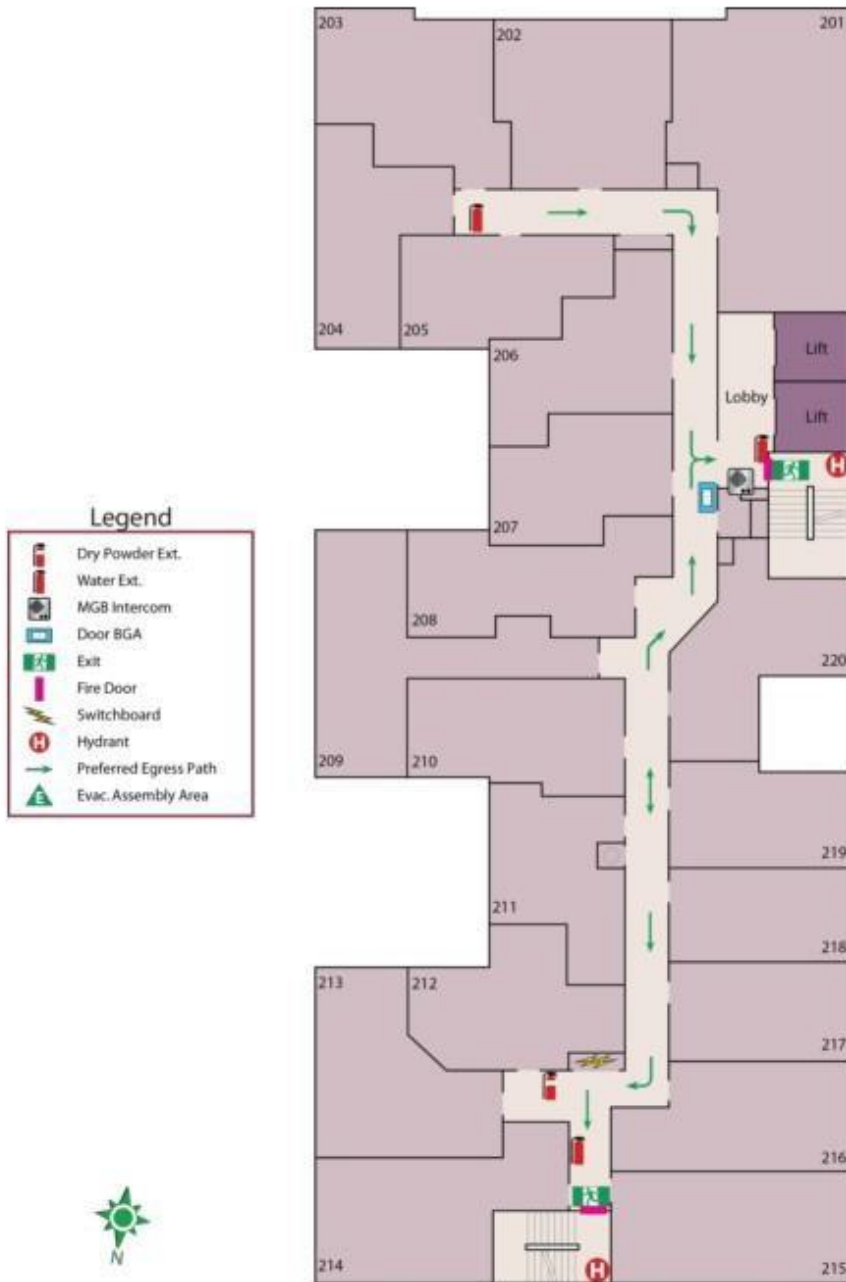 203
202
201
204
205
206
Lift
Lobby
Lift
H
207
Legend
Dry Powder Ext.
Water Ext.
MGB Intercom
Door BGA
Exit
Fire Door
Switchboard
H
Hydrant
Preferred Egress Path
E
Evac. Assembly Area
208
220
209
210
219
211
218
213
212
217
216
N
214
H
215